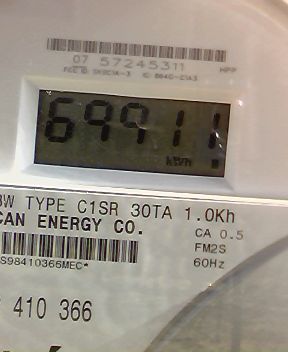 07 57245311
69911
kWh
3W TYPE C1SR 30TA 1.0Kh
CAN ENERGY CO.
CA 0.5
FM2S
60Hz
S98410366MEC*
410 366